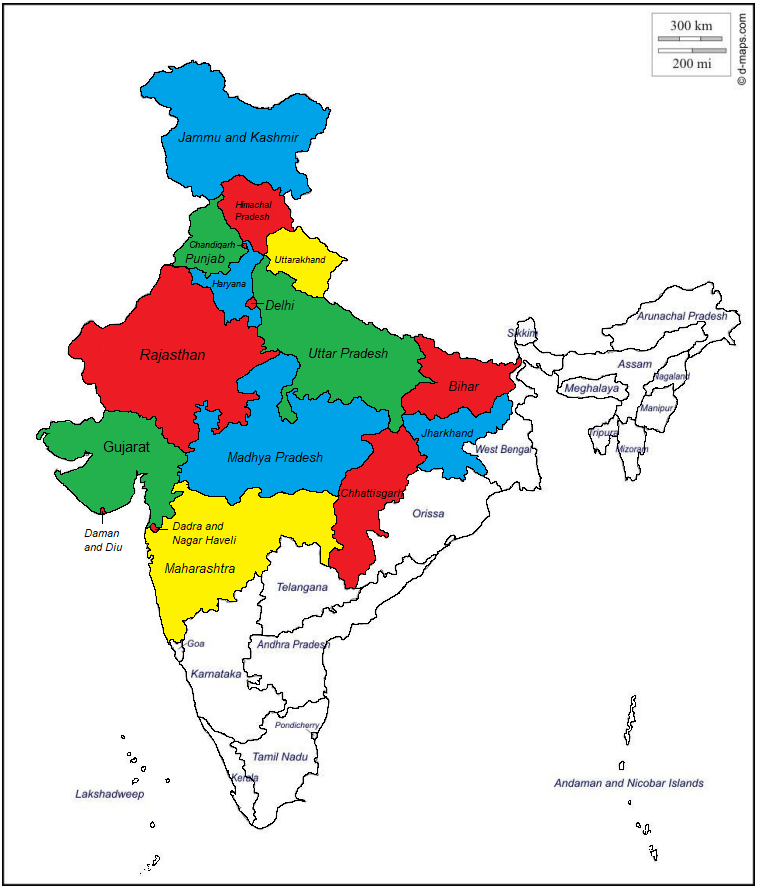 300 km
200 mi
© d-maps.com
Jammu and Kashmir
Himachal
Pradesh
Chandigarh
Punjab
Uttarakhand
Haryana
Delhi
Rajasthan
Uttar Pradesh
Bihar
Sikkim
Arunachal Pradesh
Assam
Nagaland
Meghalaya
Manipur
Tripura
Mizoram
Gujarat
Madhya Pradesh
Jharkhand
West Bengal
Chhattisgarh
Orissa
Daman
and Diu
Dadra and
Nagar Haveli
Maharashtra
Telangana
Goa
Andhra Pradesh
Karnataka
Pondicherry
Tamil Nadu
Kerala
Lakshadweep
Andaman and Nicobar Islands